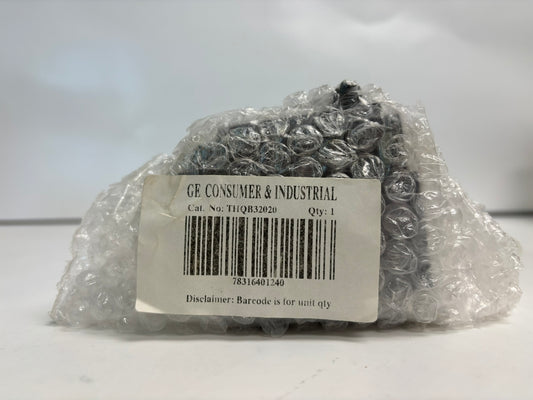 GE CONSUMER & INDUSTRIAL
Cat. No: THQB32020 Qty: 1
78316401240
Disclaimer: Barcode is for unit qty